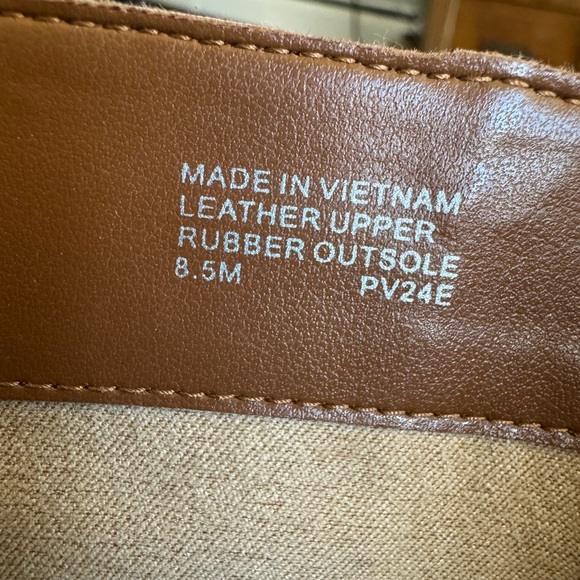 MADE IN VIETNAM
LEATHER UPPER
RUBBER OUTSOLE
8.5M PV24E